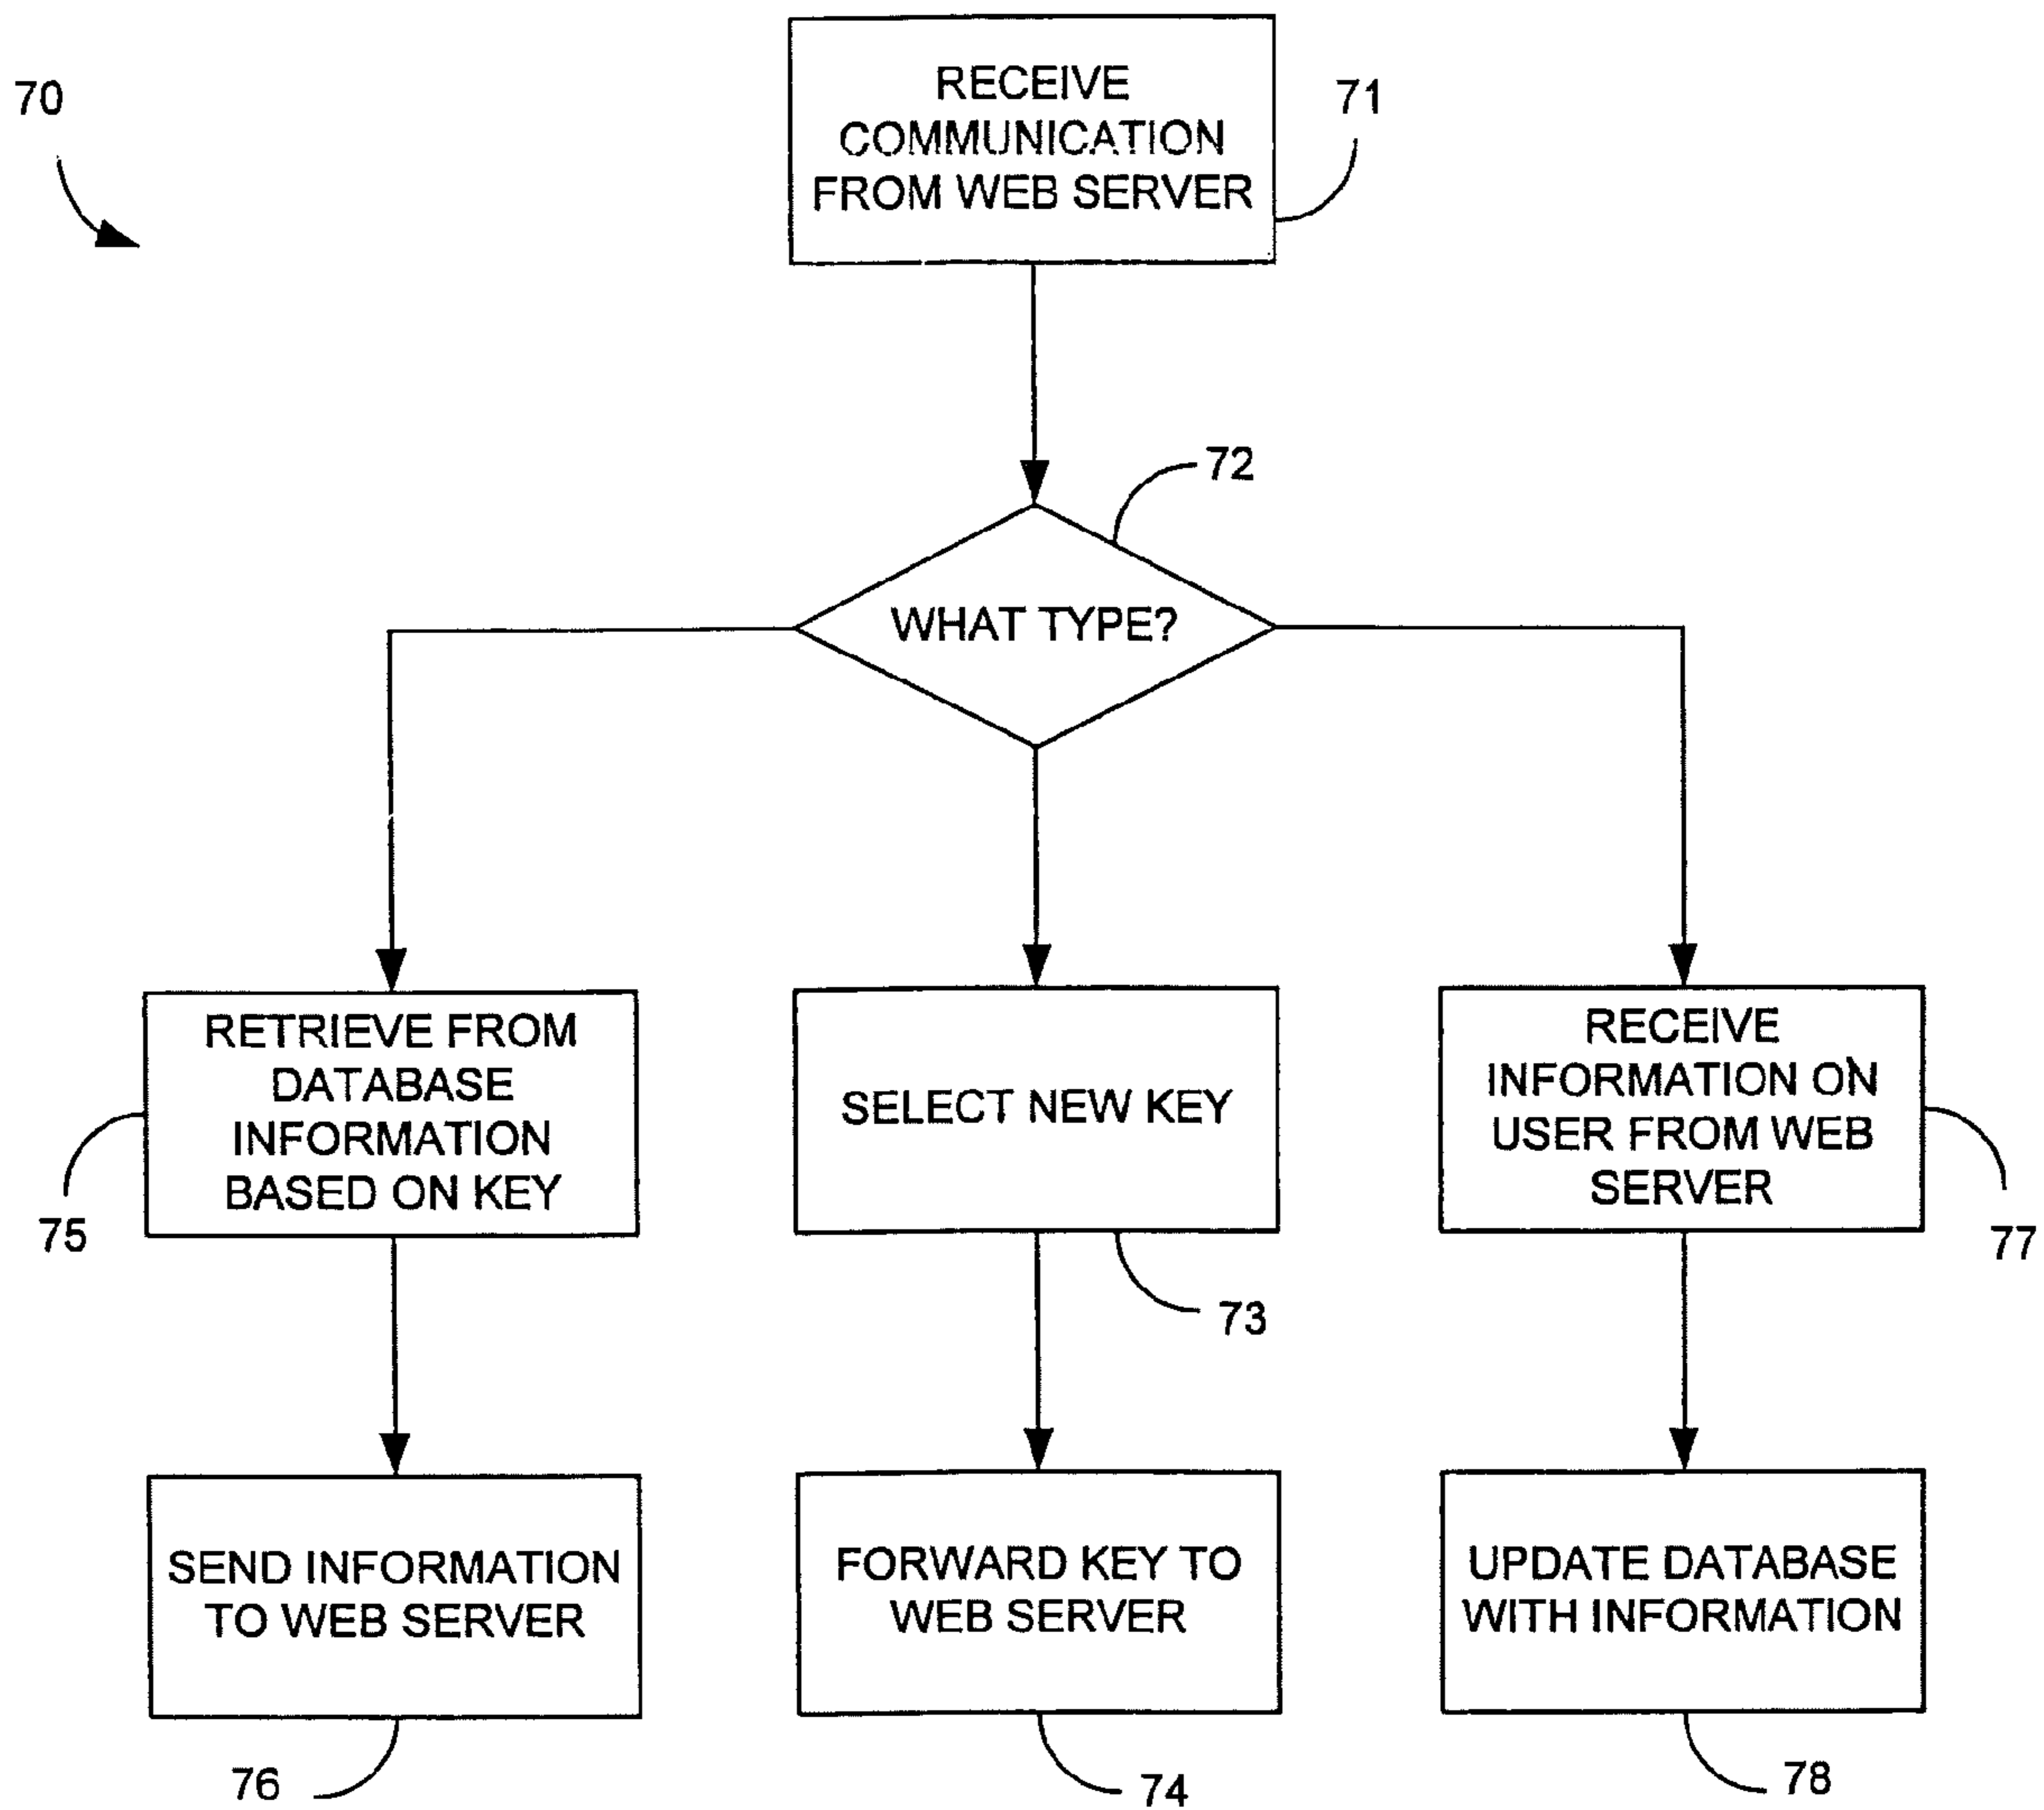 70
RECEIVE
COMMUNICATION
FROM WEB SERVER
71
72
WHAT TYPE?
RETRIEVE FROM
DATABASE
INFORMATION
BASED ON KEY
75
SELECT NEW KEY
73
RECEIVE
INFORMATION ON
USER FROM WEB
SERVER
77
SEND INFORMATION
TO WEB SERVER
76
FORWARD KEY TO
WEB SERVER
74
UPDATE DATABASE
WITH INFORMATION
78